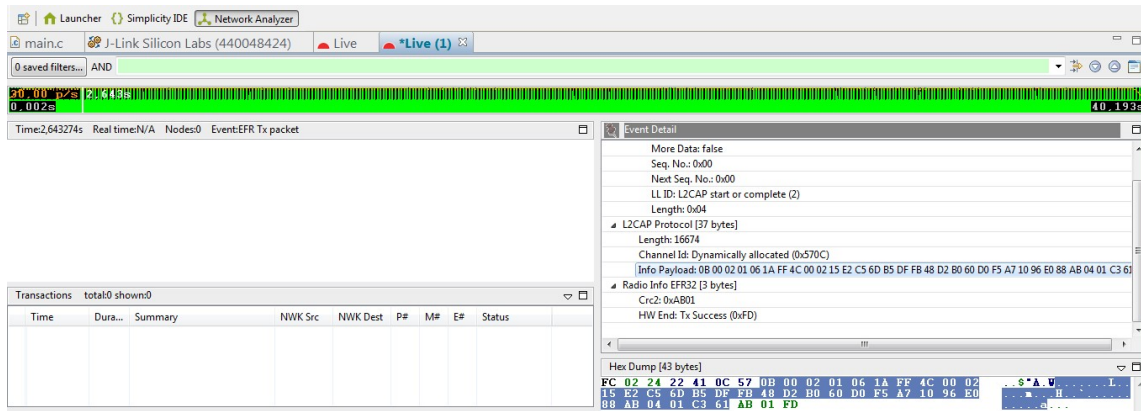 Launcher {} Simplicity IDE Network Analyzer
main.c J-Link Silicon Labs (440048424) Live *Live (1)
0 saved filters... AND
30,00 p/s 2,643s
0,002s 40,193s
Time:2,643274s Real time:N/A Nodes:0 Event:EFR Tx packet
Event Detail
More Data: false
Seq. No.: 0x00
Next Seq. No.: 0x00
LL ID: L2CAP start or complete (2)
Length: 0x04
L2CAP Protocol [37 bytes]
Length: 16674
Channel Id: Dynamically allocated (0x570C)
Info Payload: 0B 00 02 01 06 1A FF 4C 00 02 15 E2 C5 6D B5 DF FB 48 D2 B0 60 D0 F5 A7 10 96 E0 88 AB 04 01 C3 61
Radio Info EFR32 [3 bytes]
Crc2: 0xAB01
HW End: Tx Success (0xFD)
Transactions total:0 shown:0
Time Dura... Summary NWK Src NWK Dest P# M# E# Status
Hex Dump [43 bytes]
FC 02 24 22 41 0C 57 0B 00 02 01 06 1A FF 4C 00 02 ..$"A.W.........L..
15 E2 C5 6D B5 DF FB 48 D2 B0 60 D0 F5 A7 10 96 E0
88 AB 04 01 C3 61 AB 01 FD .....a...